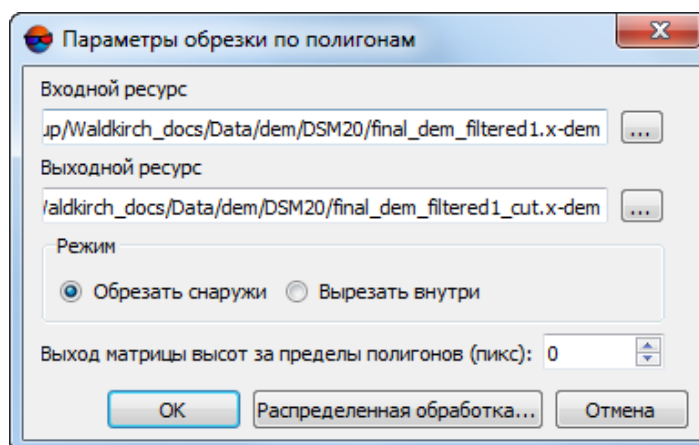 Параметры обрезки по полигонам
Входной ресурс
up/Waldkirch_docs/Data/dem/DSM20/final_dem_filtered1.x-dem ...
Выходной ресурс
/aldkirch_docs/Data/dem/DSM20/final_dem_filtered1_cut.x-dem ...
Режим
Обрезать снаружи Вырезать внутри
Выход матрицы высот за пределы полигонов (пикс): 0
OK Распределенная обработка... Отмена